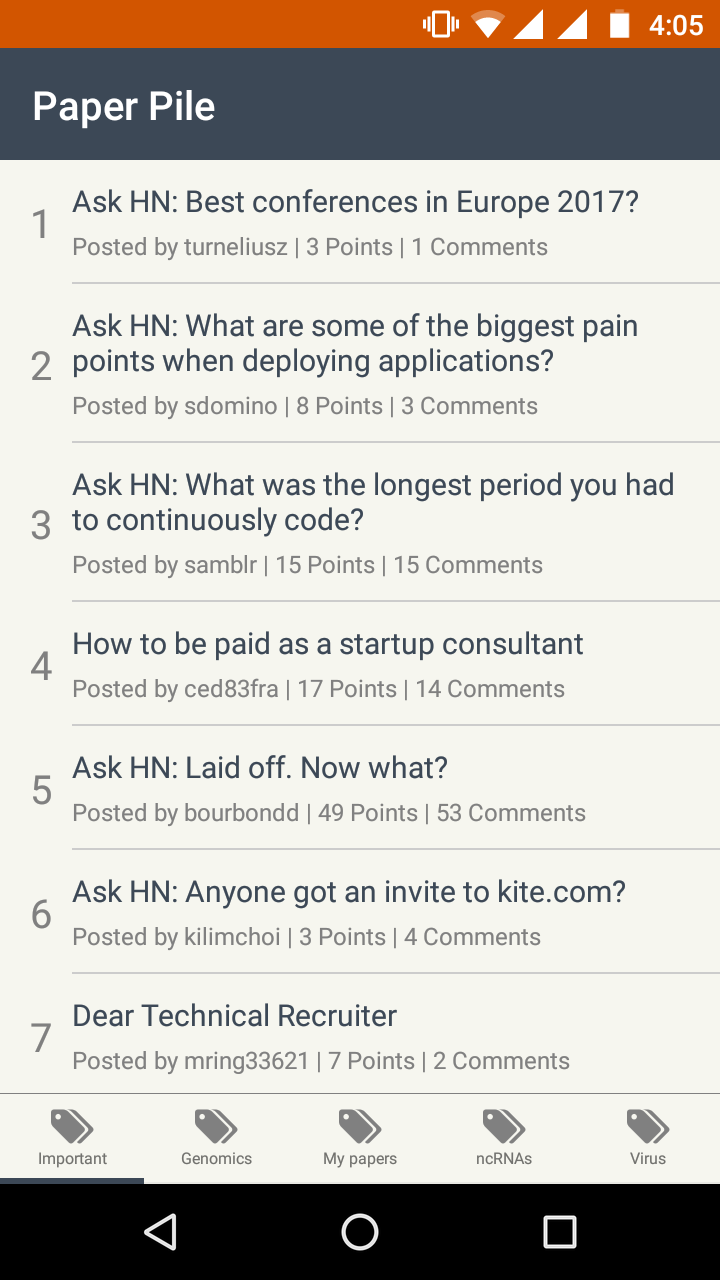 4:05
Paper Pile
1
Ask HN: Best conferences in Europe 2017?
Posted by turneliusz | 3 Points | 1 Comments
2
Ask HN: What are some of the biggest pain
points when deploying applications?
Posted by sdomino | 8 Points | 3 Comments
3
Ask HN: What was the longest period you had
to continuously code?
Posted by samblr | 15 Points | 15 Comments
4
How to be paid as a startup consultant
Posted by ced83fra | 17 Points | 14 Comments
5
Ask HN: Laid off. Now what?
Posted by bourbondd | 49 Points | 53 Comments
6
Ask HN: Anyone got an invite to kite.com?
Posted by kilimchoi | 3 Points | 4 Comments
7
Dear Technical Recruiter
Posted by mring33621 | 7 Points | 2 Comments
Important
Genomics
My papers
ncRNAs
Virus